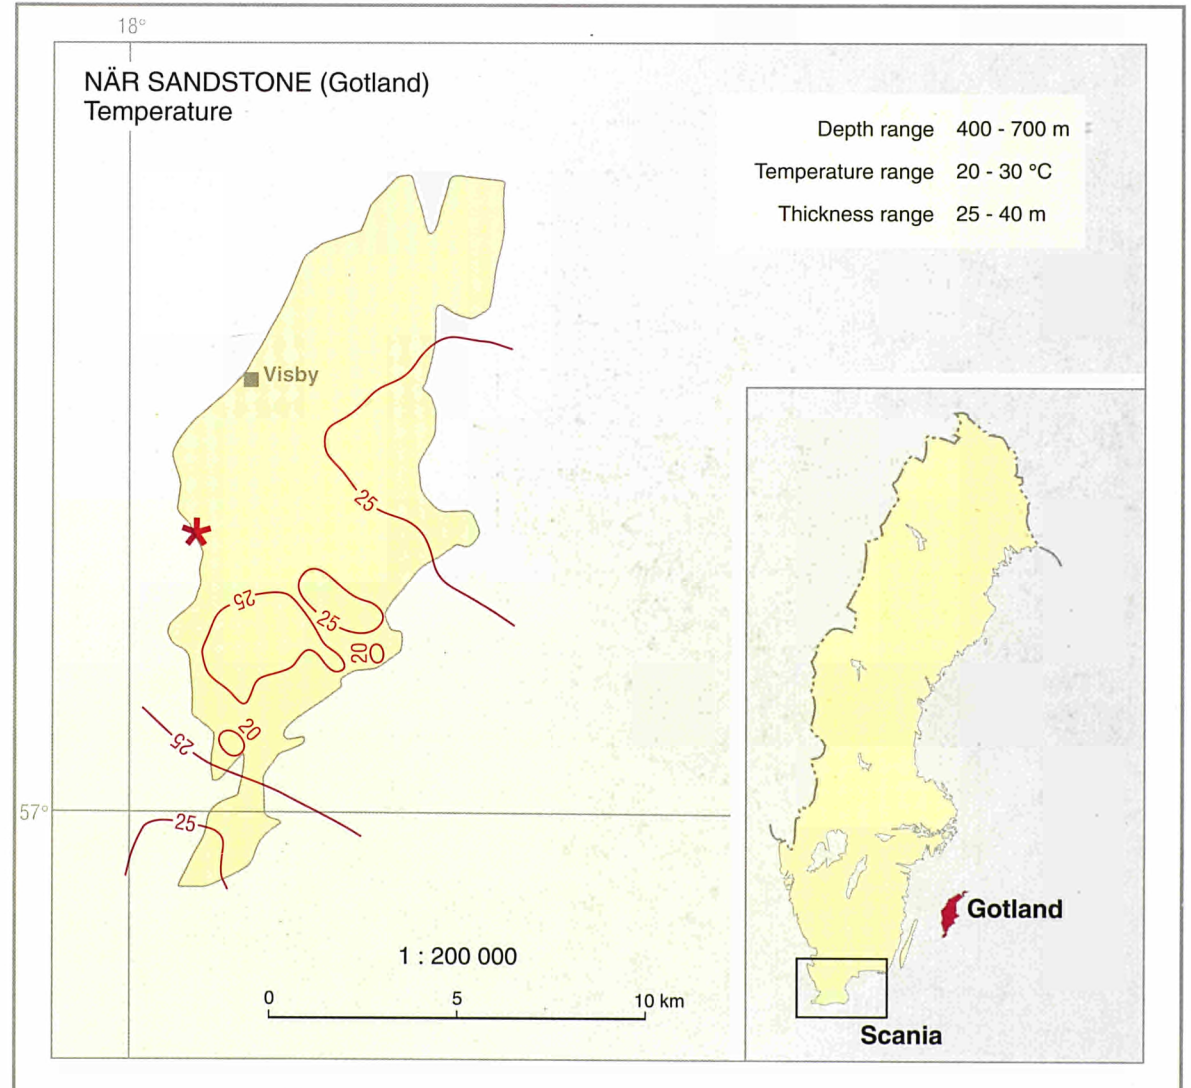 18°
NÄR SANDSTONE (Gotland)
Temperature
Depth range 400 - 700 m
Temperature range 20 - 30 °C
Thickness range 25 - 40 m
Visby
25
25
25
20
20
25
57°
25
Gotland
1 : 200 000
0 5 10 km
Scania